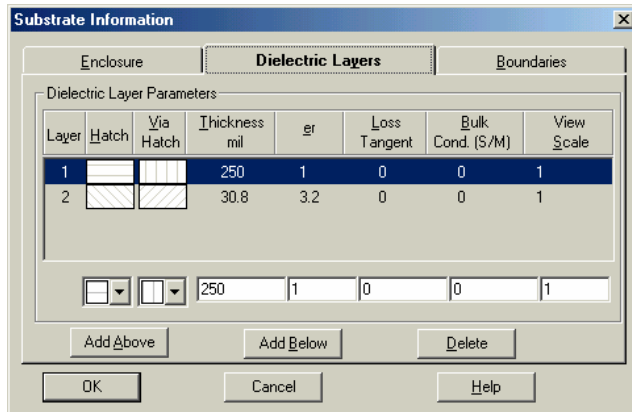 Substrate Information
Enclosure Dielectric Layers Boundaries
Dielectric Layer Parameters
Layer Hatch Via Hatch Thickness mil er Loss Tangent Bulk Cond. (S/M) View Scale
1 250 1 0 0 1
2 30.8 3.2 0 0 1
250 1 0 0 1
Add Above Add Below Delete
OK Cancel Help